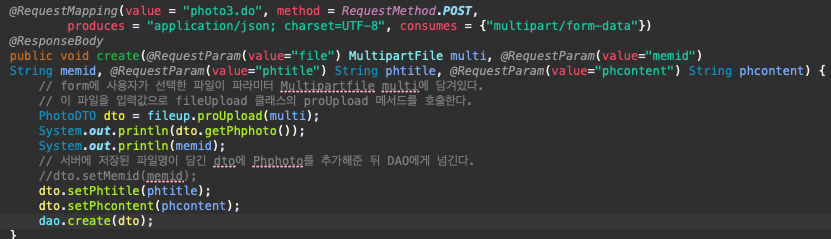 @RequestMapping(value = "photo3.do", method = RequestMethod.POST,
produces = "application/json; charset=UTF-8", consumes = {"multipart/form-data"})
@ResponseBody
public void create(@RequestParam(value="file") MultipartFile multi, @RequestParam(value="memid")
String memid, @RequestParam(value="phtitle") String phtitle, @RequestParam(value="phcontent") String phcontent) {
// form에 사용자가 선택한 파일이 파라미터 Multipartfile multi에 담겨있다.
// 이 파일을 입력값으로 fileUpload 클래스의 proUpload 메서드를 호출한다.
PhotoDTO dto = fileup.proUpload(multi);
System.out.println(dto.getPhphoto());
System.out.println(memid);
// 서버에 저장된 파일명이 담긴 dto에 Phphoto를 추가해준 뒤 DAO에게 넘긴다.
//dto.setMemid(memid);
dto.setPhtitle(phtitle);
dto.setPhcontent(phcontent);
dao.create(dto);
}